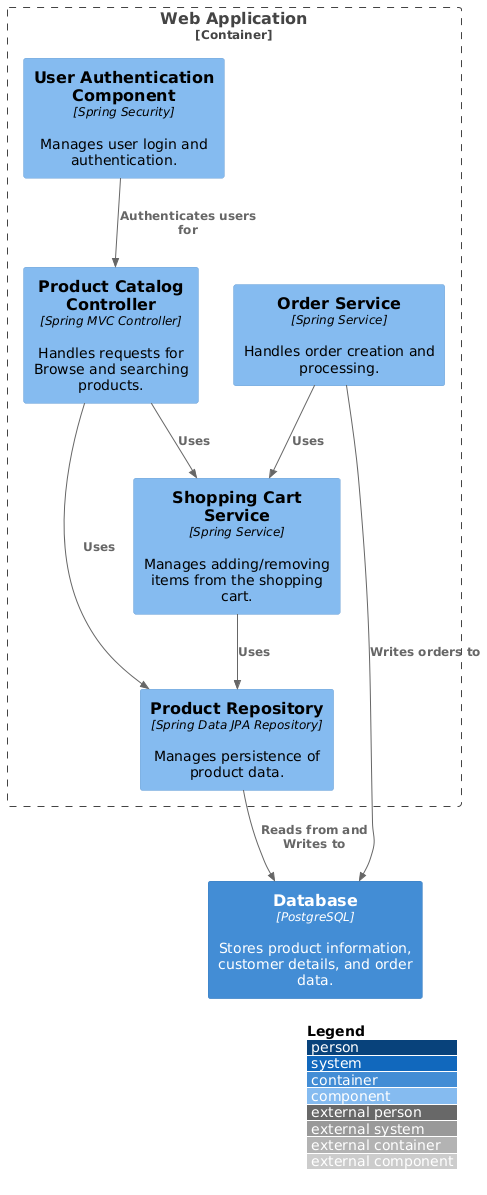 Web Application
[Container]
User Authentication
Component
[Spring Security]
Manages user login and
authentication.
Authenticates users
for
Product Catalog
Controller
[Spring MVC Controller]
Handles requests for
Browse and searching
products.
Order Service
[Spring Service]
Handles order creation and
processing.
Uses
Uses
Shopping Cart
Service
[Spring Service]
Manages adding/removing
items from the shopping
cart.
Uses
Uses
Writes orders to
Product Repository
[Spring Data JPA Repository]
Manages persistence of
product data.
Reads from and
Writes to
Database
[PostgreSQL]
Stores product information,
customer details, and order
data.
Legend
person
system
container
component
external person
external system
external container
external component